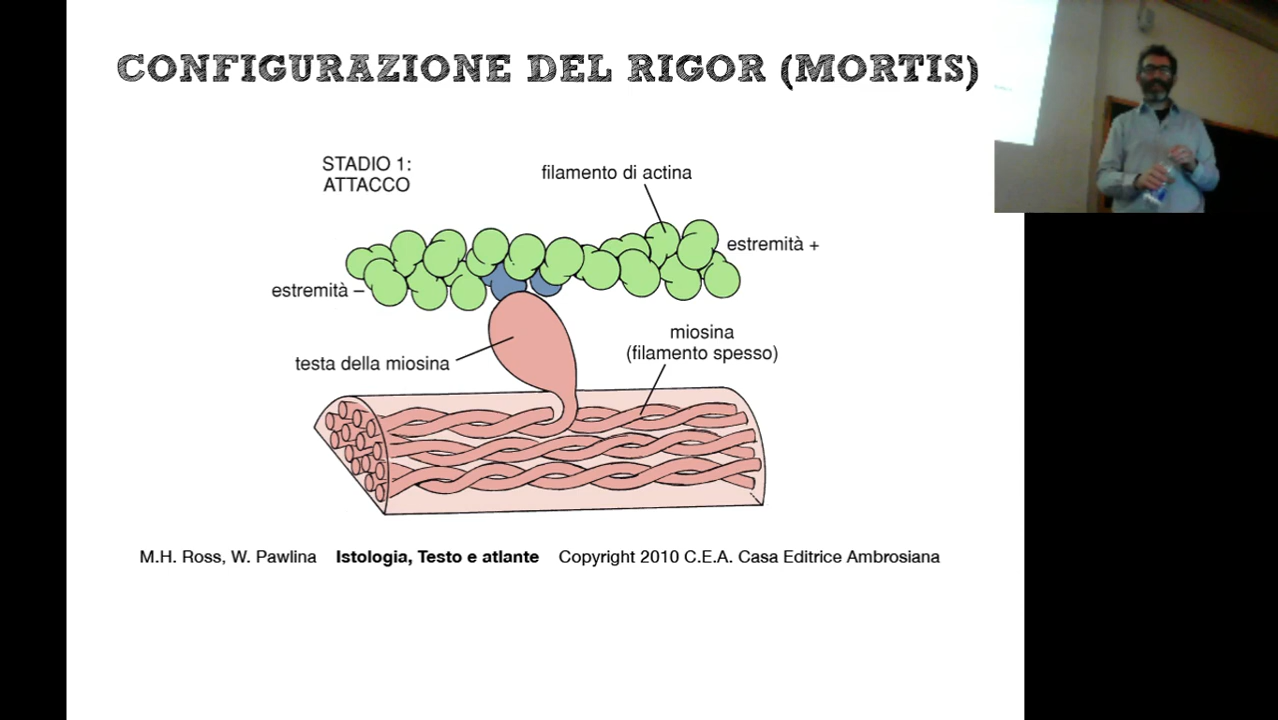 CONFIGURAZIONE DEL RIGOR (MORTIS)
STADIO 1:
ATTACCO
filamento di actina
estremità +
estremità –
miosina
(filamento spesso)
testa della miosina
M.H. Ross, W. Pawlina Istologia, Testo e atlante Copyright 2010 C.E.A. Casa Editrice Ambrosiana